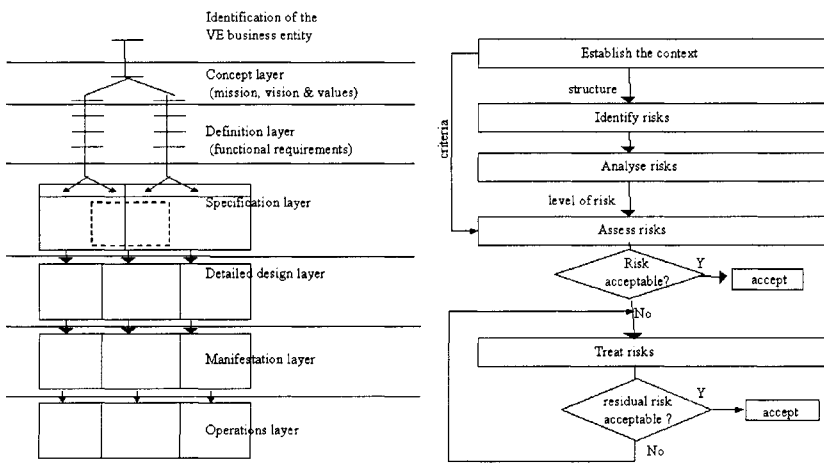 Identification of the
VE business entity
Concept layer
(mission, vision & values)
Definition layer
(functional requirements)
Specification layer
Detailed design layer
Manifestation layer
Operations layer
Establish the context
structure
criteria
Identify risks
Analyse risks
level of risk
Assess risks
Risk
acceptable?
Y
accept
No
Treat risks
residual risk
acceptable ?
Y
accept
No